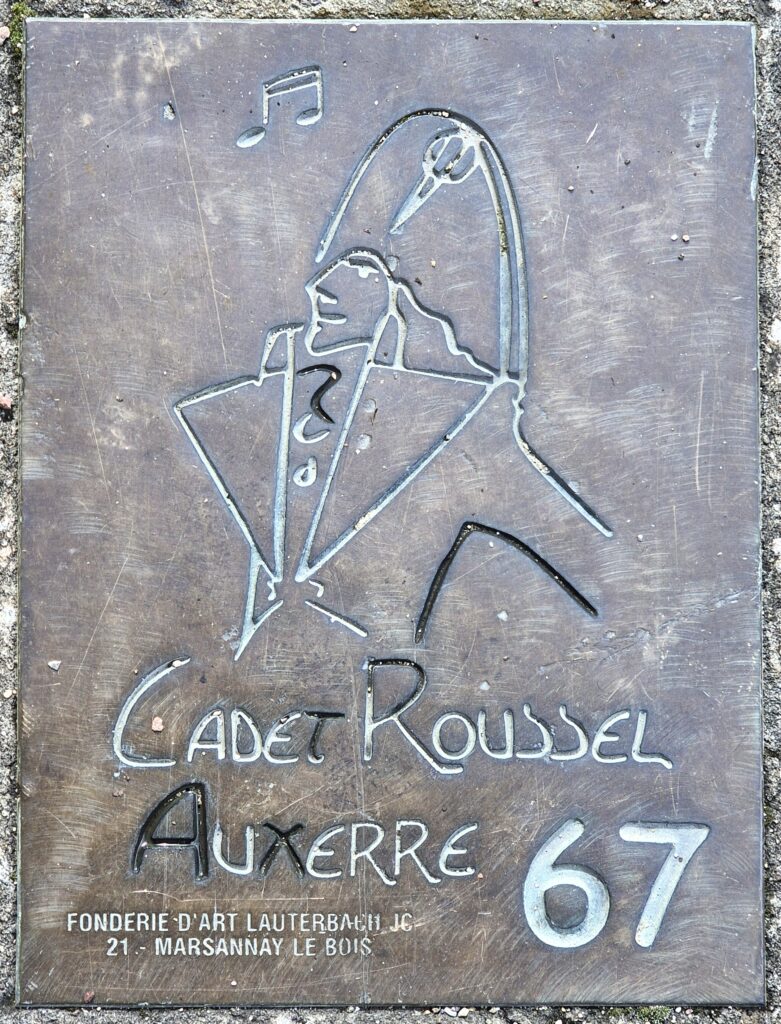 CADET ROUSSEL
AUXERRE 67
FONDERIE D'ART LAUTERBACH JC
21 - MARSANNAY LE BOIS